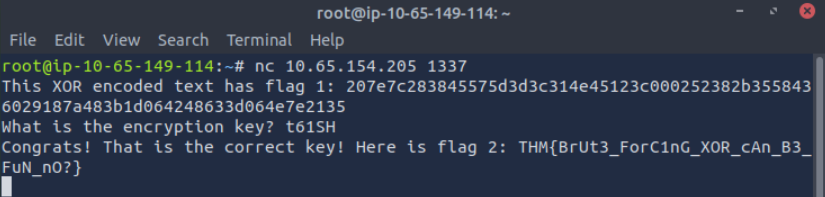 root@ip-10-65-149-114: ~
File Edit View Search Terminal Help
root@ip-10-65-149-114:~# nc 10.65.154.205 1337
This XOR encoded text has flag 1: 207e7c283845575d3d3c314e45123c000252382b355843
6029187a483b1d064248633d064e7e2135
What is the encryption key? t61SH
Congrats! That is the correct key! Here is flag 2: THM{BrUt3_ForC1nG_XOR_cAn_B3_
FuN_nO?}